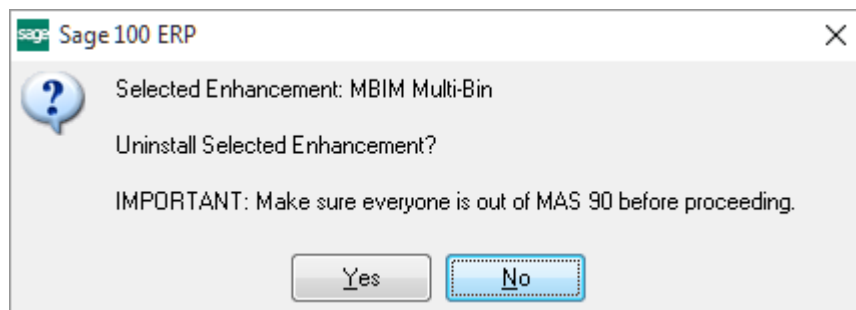 sage Sage 100 ERP
Selected Enhancement: MBIM Multi-Bin
Uninstall Selected Enhancement?
IMPORTANT: Make sure everyone is out of MAS 90 before proceeding.
Yes No